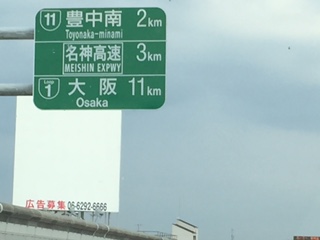 11 豊中南 2km
Toyonaka-minami
名神高速 3km
MEISHIN EXPWY
Loop 1 大阪 11km
Osaka
広告募集 06-6292-6666